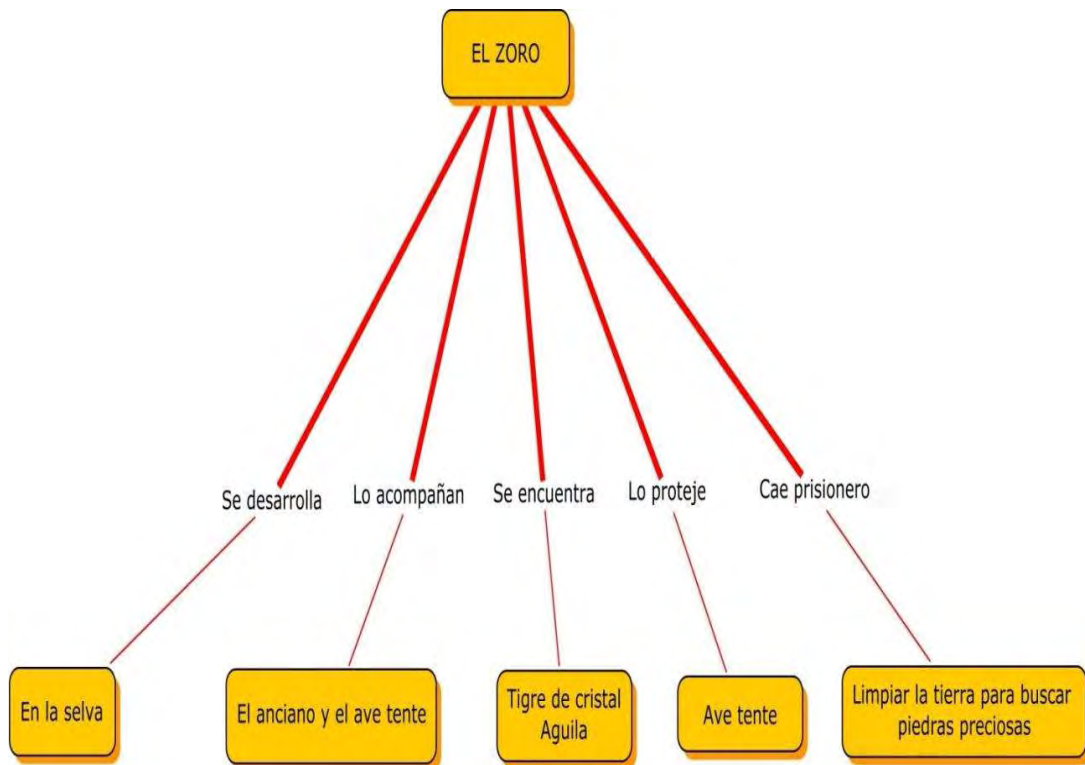 EL ZORO
Se desarrolla
Lo acompañan
Se encuentra
Lo proteje
Cae prisionero
En la selva
El anciano y el ave tente
Tigre de cristal
Aguila
Ave tente
Limpiar la tierra para buscar
piedras preciosas